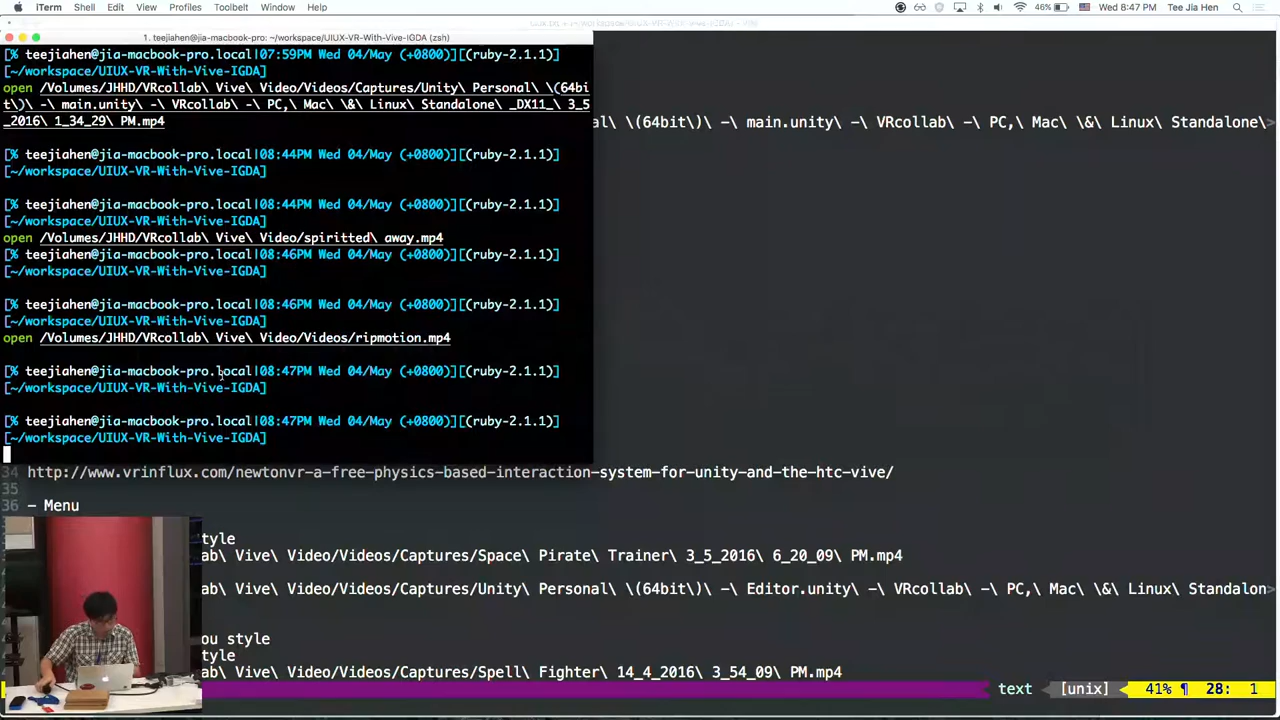 iTerm Shell Edit View Profiles Toolbelt Window Help 46% Wed 8:47 PM Tee Jia Hen
1. teejiahen@jia-macbook-pro: ~/workspace/UIUX-VR-With-Vive-IGDA (zsh)
[% teejiahen@jia-macbook-pro.local|07:59PM Wed 04/May (+0800)][(ruby-2.1.1)]
[~/workspace/UIUX-VR-With-Vive-IGDA]
open /Volumes/JHHD/VRcollab\ Vive\ Video/Videos/Captures/Unity\ Personal\ \(64bi
t\)\ -\ main.unity\ -\ VRcollab\ -\ PC,\ Mac\ \&\ Linux\ Standalone\ _DX11_\ 3_5
_2016\ 1_34_29\ PM.mp4
al\ \(64bit\)\ -\ main.unity\ -\ VRcollab\ -\ PC,\ Mac\ \&\ Linux\ Standalone\>
[% teejiahen@jia-macbook-pro.local|08:44PM Wed 04/May (+0800)][(ruby-2.1.1)]
[~/workspace/UIUX-VR-With-Vive-IGDA]
[% teejiahen@jia-macbook-pro.local|08:44PM Wed 04/May (+0800)][(ruby-2.1.1)]
[~/workspace/UIUX-VR-With-Vive-IGDA]
open /Volumes/JHHD/VRcollab\ Vive\ Video/spiritted\ away.mp4
[% teejiahen@jia-macbook-pro.local|08:46PM Wed 04/May (+0800)][(ruby-2.1.1)]
[~/workspace/UIUX-VR-With-Vive-IGDA]
[% teejiahen@jia-macbook-pro.local|08:46PM Wed 04/May (+0800)][(ruby-2.1.1)]
[~/workspace/UIUX-VR-With-Vive-IGDA]
open /Volumes/JHHD/VRcollab\ Vive\ Video/Videos/ripmotion.mp4
[% teejiahen@jia-macbook-pro.local|08:47PM Wed 04/May (+0800)][(ruby-2.1.1)]
[~/workspace/UIUX-VR-With-Vive-IGDA]
[% teejiahen@jia-macbook-pro.local|08:47PM Wed 04/May (+0800)][(ruby-2.1.1)]
[~/workspace/UIUX-VR-With-Vive-IGDA]
34 http://www.vrinflux.com/newtonvr-a-free-physics-based-interaction-system-for-unity-and-the-htc-vive/
35
36 - Menu
style
ab\ Vive\ Video/Videos/Captures/Space\ Pirate\ Trainer\ 3_5_2016\ 6_20_09\ PM.mp4
ab\ Vive\ Video/Videos/Captures/Unity\ Personal\ \(64bit\)\ -\ Editor.unity\ -\ VRcollab\ -\ PC,\ Mac\ \&\ Linux\ Standalon>
ou style
style
ab\ Vive\ Video/Videos/Captures/Spell\ Fighter\ 14_4_2016\ 3_54_09\ PM.mp4
text [unix] 41% ¶ 28: 1